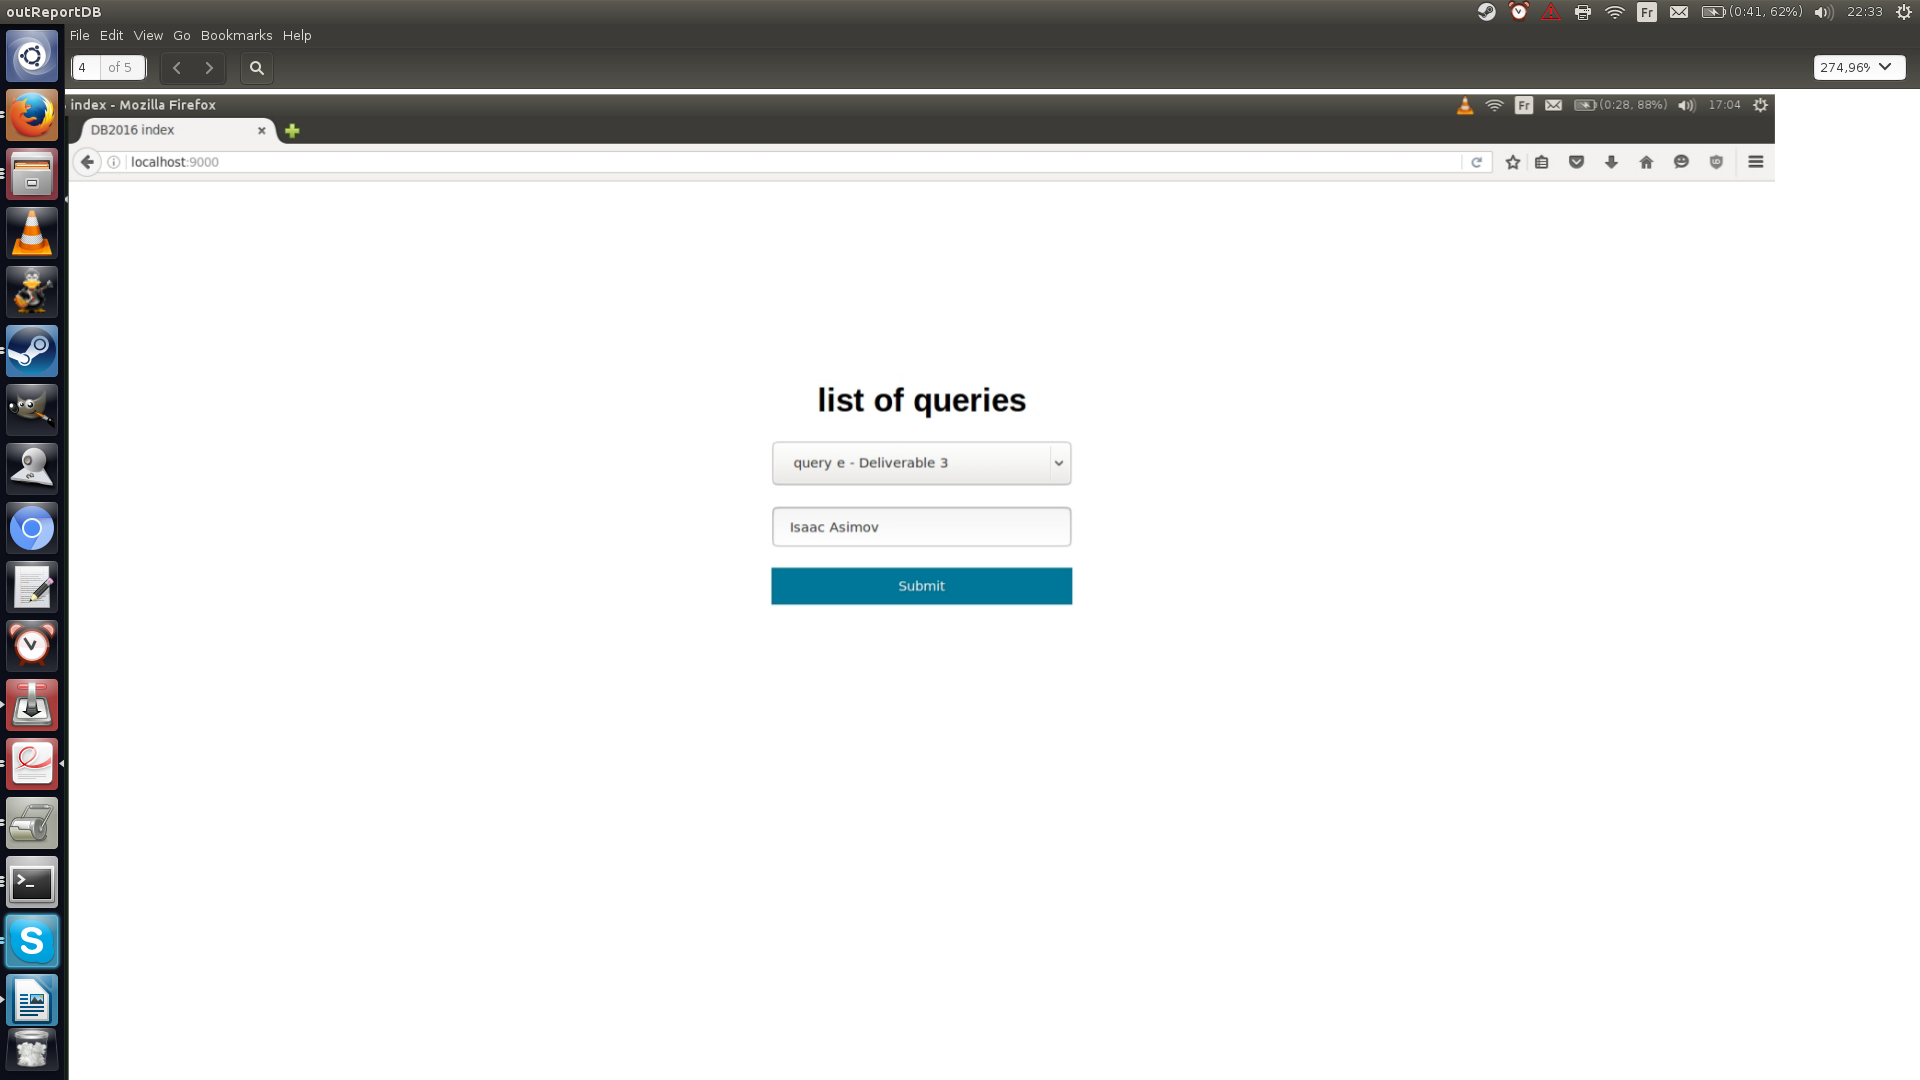 outReportDB
Fr
(0:41, 62%)
22:33
File Edit View Go Bookmarks Help
4 of 5
274,96%
index - Mozilla Firefox
Fr
(0:28, 88%)
17:04
DB2016 index
localhost:9000
list of queries
query e - Deliverable 3
Isaac Asimov
Submit